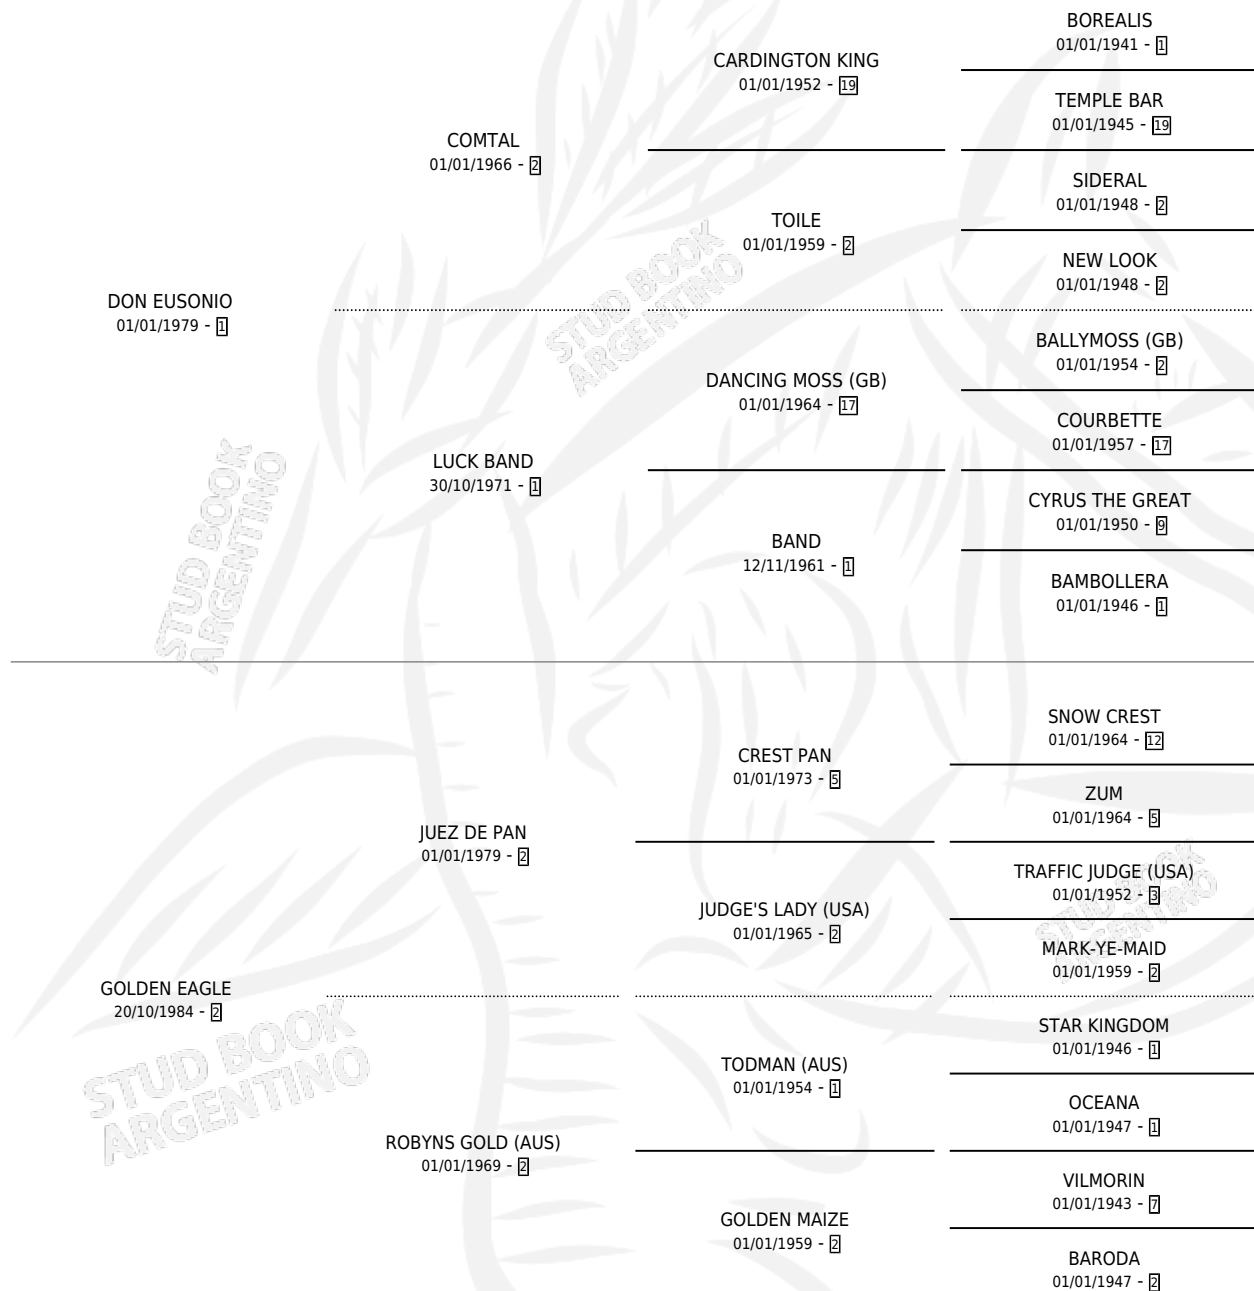 BOREALIS
01/01/1941 - 1
CARDINGTON KING
01/01/1952 - 19
TEMPLE BAR
01/01/1945 - 19
COMTAL
01/01/1966 - 2
SIDERAL
01/01/1948 - 2
TOILE
01/01/1959 - 2
NEW LOOK
01/01/1948 - 2
DON EUSONIO
01/01/1979 - 1
BALLYMOSS (GB)
01/01/1954 - 2
DANCING MOSS (GB)
01/01/1964 - 17
COURBETTE
01/01/1957 - 17
LUCK BAND
30/10/1971 - 1
CYRUS THE GREAT
01/01/1950 - 9
BAND
12/11/1961 - 1
BAMBOLLERA
01/01/1946 - 1
SNOW CREST
01/01/1964 - 12
CREST PAN
01/01/1973 - 5
ZUM
01/01/1964 - 5
JUEZ DE PAN
01/01/1979 - 2
TRAFFIC JUDGE (USA)
01/01/1952 - 3
JUDGE'S LADY (USA)
01/01/1965 - 2
MARK-YE-MAID
01/01/1959 - 2
GOLDEN EAGLE
20/10/1984 - 2
STAR KINGDOM
01/01/1946 - 1
TODMAN (AUS)
01/01/1954 - 1
OCEANA
01/01/1947 - 1
ROBYNS GOLD (AUS)
01/01/1969 - 2
VILMORIN
01/01/1943 - 7
GOLDEN MAIZE
01/01/1959 - 2
BARODA
01/01/1947 - 2
STUD BOOK
ARGENTINO
STUD BOOK
ARGENTINO
STUD BOOK
ARGENTINO
STUD BOOK
ARGENTINO